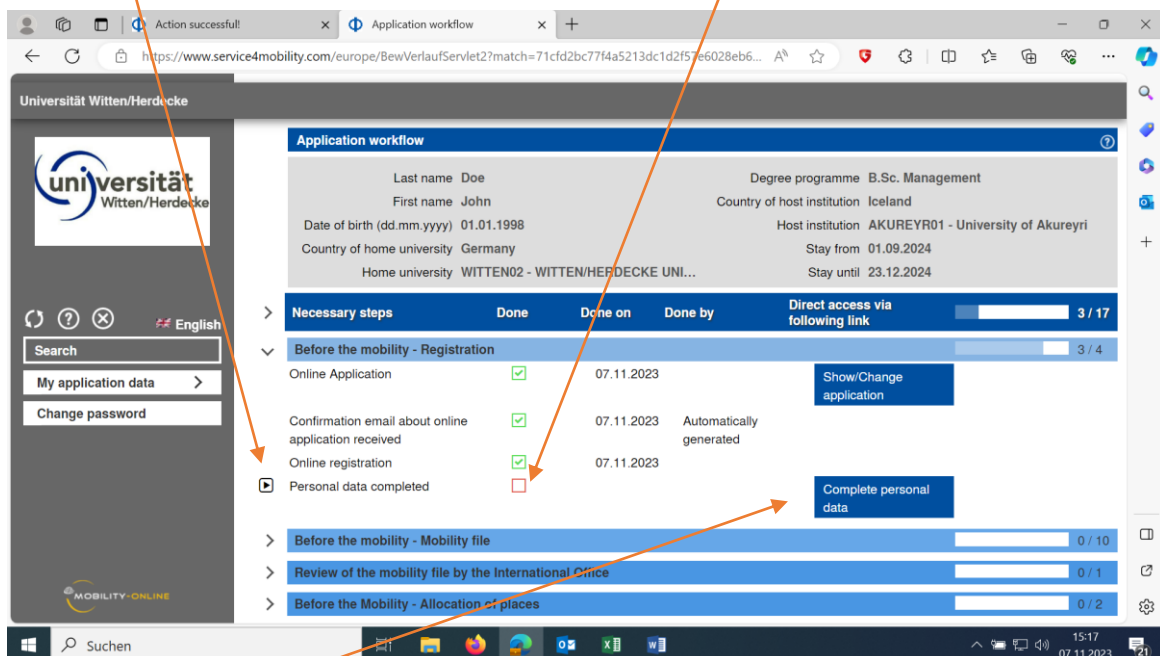 Action successful!
Application workflow
https://www.service4mobility.com/europe/BewVerlaufServlet2?match=71cfd2bc77f4a5213dc1d2f57e6028eb6...
Universität Witten/Herdecke
universität
Witten/Herdecke
English
Search
My application data
Change password
MOBILITY-ONLINE
Application workflow
Last name Doe Degree programme B.Sc. Management
First name John Country of host institution Iceland
Date of birth (dd.mm.yyyy) 01.01.1998 Host institution AKUREYR01 - University of Akureyri
Country of home university Germany Stay from 01.09.2024
Home university WITTEN02 - WITTEN/HERDECKE UNI... Stay until 23.12.2024
Necessary steps Done Done on Done by Direct access via following link 3 / 17
Before the mobility - Registration 3 / 4
Online Application 07.11.2023 Show/Change
application
Confirmation email about online 07.11.2023 Automatically
application received generated
Online registration 07.11.2023
Personal data completed Complete personal
data
Before the mobility - Mobility file 0 / 10
Review of the mobility file by the International Office 0 / 1
Before the Mobility - Allocation of places 0 / 2
Suchen
15:17
07.11.2023
21